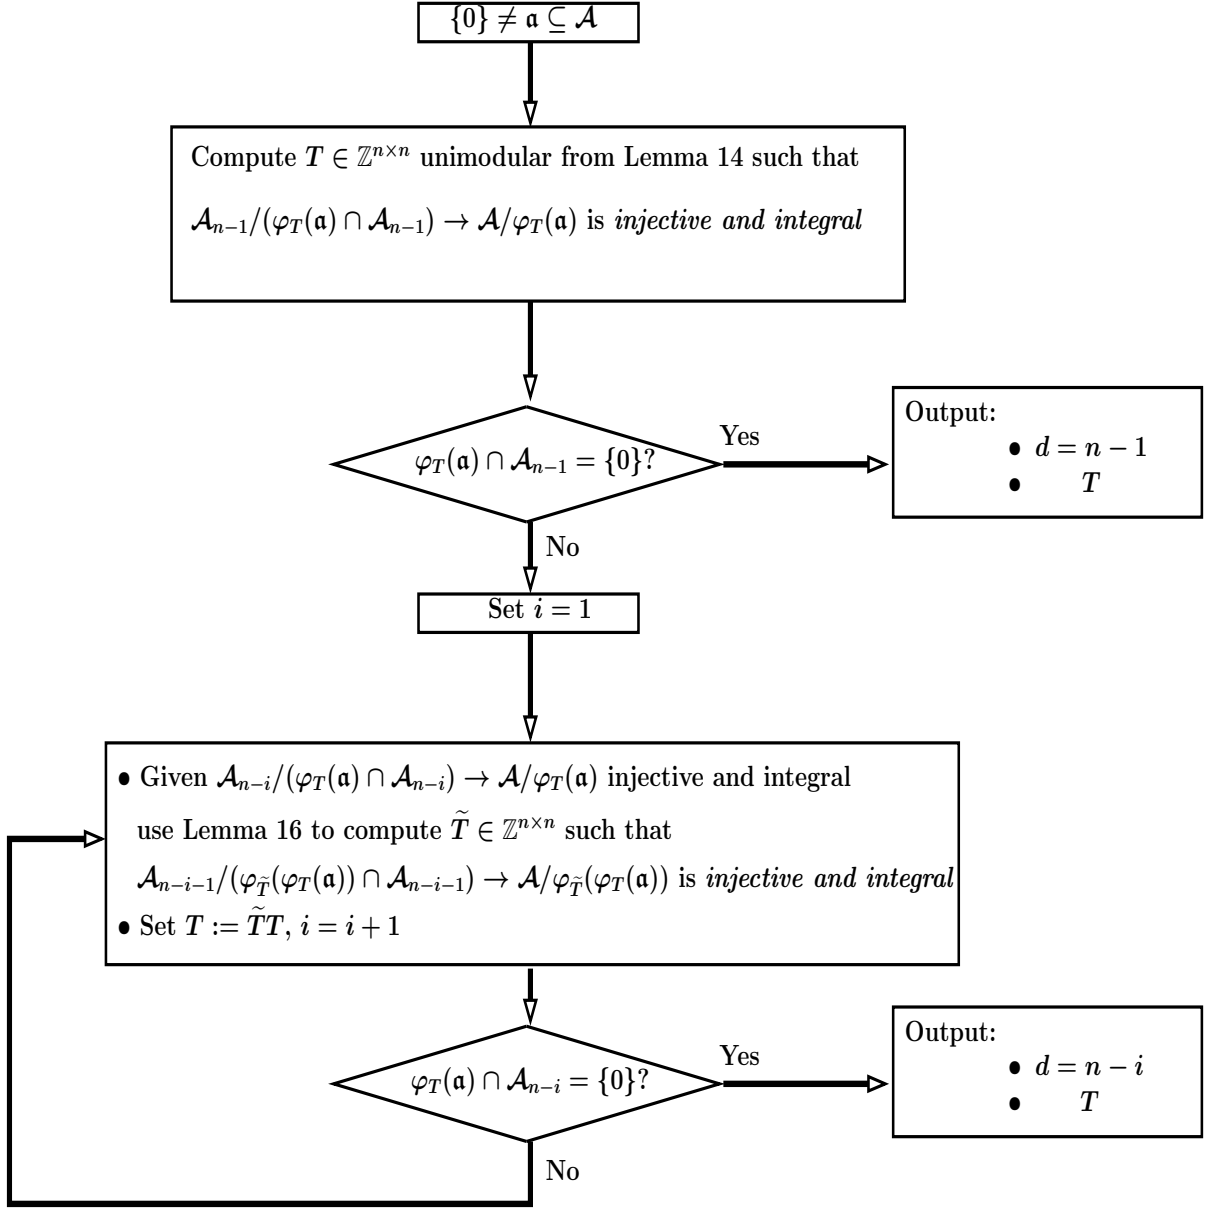 {0} ≠ 𝔞 ⊆ 𝒜
Compute T ∈ ℤ^{n×n} unimodular from Lemma 14 such that
𝒜_{n−1}/(φ_T(𝔞) ∩ 𝒜_{n−1}) → 𝒜/φ_T(𝔞) is injective and integral
φ_T(𝔞) ∩ 𝒜_{n−1} = {0}?
Yes
Output:
• d = n − 1
• T
No
Set i = 1
• Given 𝒜_{n−i}/(φ_T(𝔞) ∩ 𝒜_{n−i}) → 𝒜/φ_T(𝔞) injective and integral
use Lemma 16 to compute T̃ ∈ ℤ^{n×n} such that
𝒜_{n−i−1}/(φ_{T̃}(φ_T(𝔞)) ∩ 𝒜_{n−i−1}) → 𝒜/φ_{T̃}(φ_T(𝔞)) is injective and integral
• Set T := T̃T, i = i + 1
φ_T(𝔞) ∩ 𝒜_{n−i} = {0}?
Yes
Output:
• d = n − i
• T
No